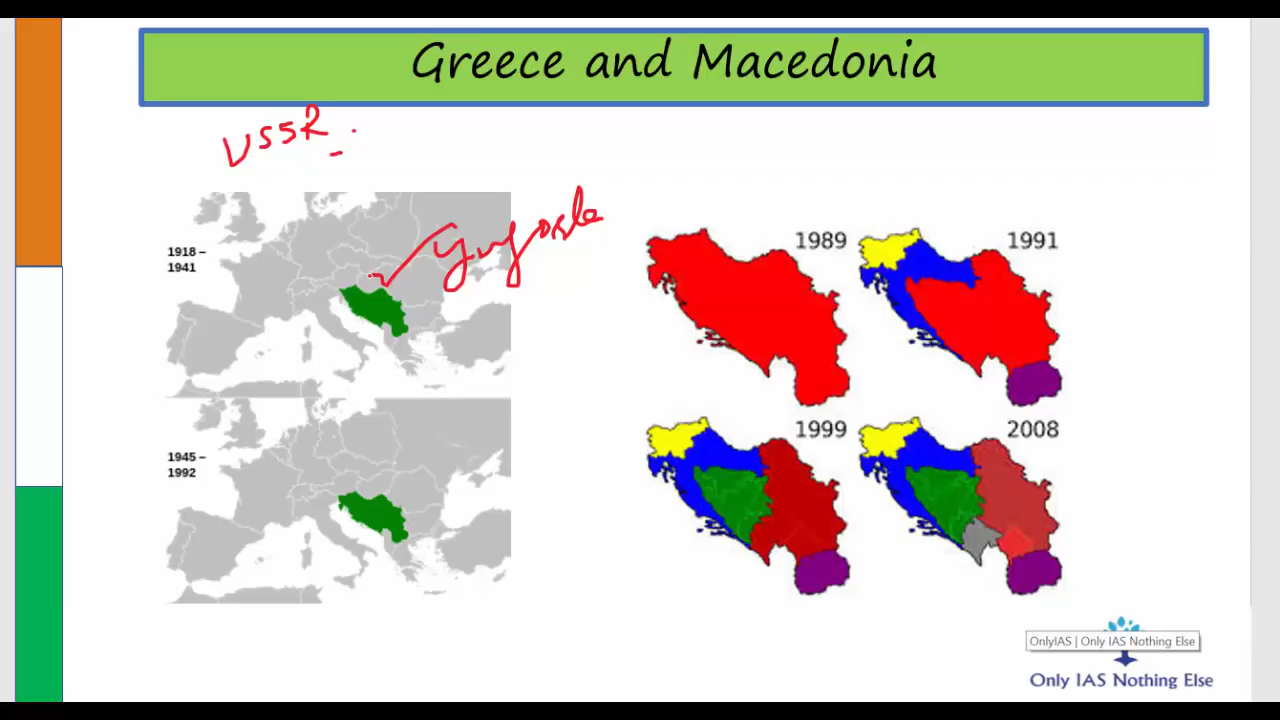 Greece and Macedonia
USSR
1918 –
1941
1945 –
1992
1989
1991
1999
2008
OnlyIAS | Only IAS Nothing Else
Only IAS Nothing Else